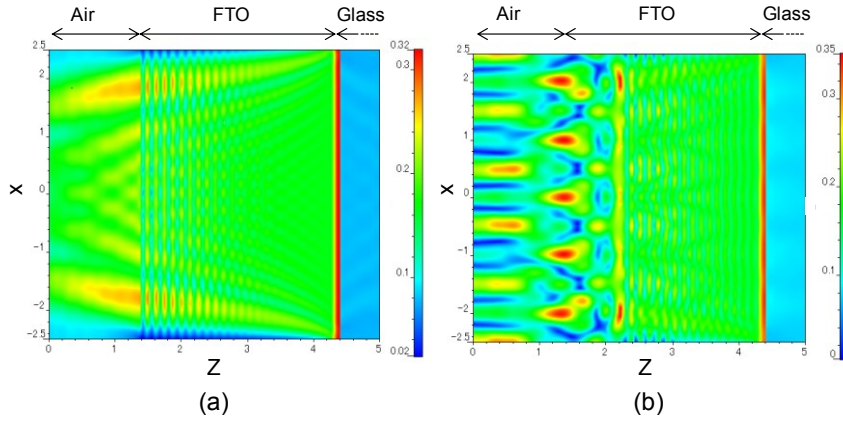 Air FTO Glass Air FTO Glass
2.5 0.32 2.5 0.35
0.3
2 2 0.3
1 1
0.2 0.2
x 0 x 0
-1 -1
0.1 0.1
-2 -2
-2.5 0.02 -2.5 0
0 1 2 3 4 5 0 1 2 3 4 5
Z Z
(a) (b)